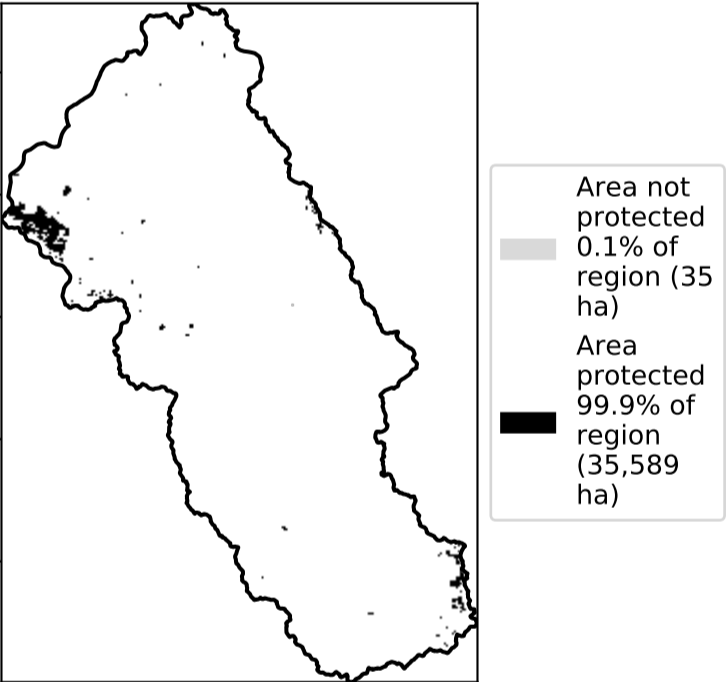 Area not
protected
0.1% of
region (35
ha)
Area
protected
99.9% of
region
(35,589
ha)